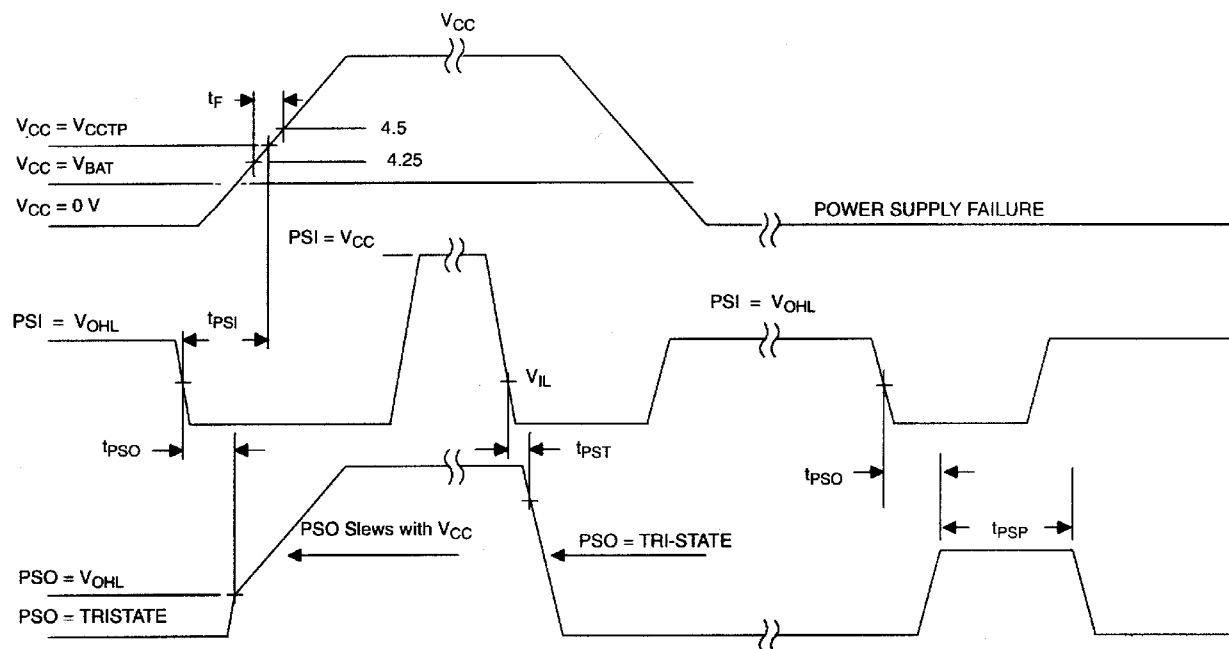 VCC
tF
VCC = VCCTP
4.5
VCC = VBAT
4.25
VCC = 0 V
POWER SUPPLY FAILURE
PSI = VCC
PSI = VOHL
tPSI
PSI = VOHL
VIL
tPSO
tPST
tPSO
PSO Slews with VCC
PSO = TRI-STATE
tPSP
PSO = VOHL
PSO = TRISTATE